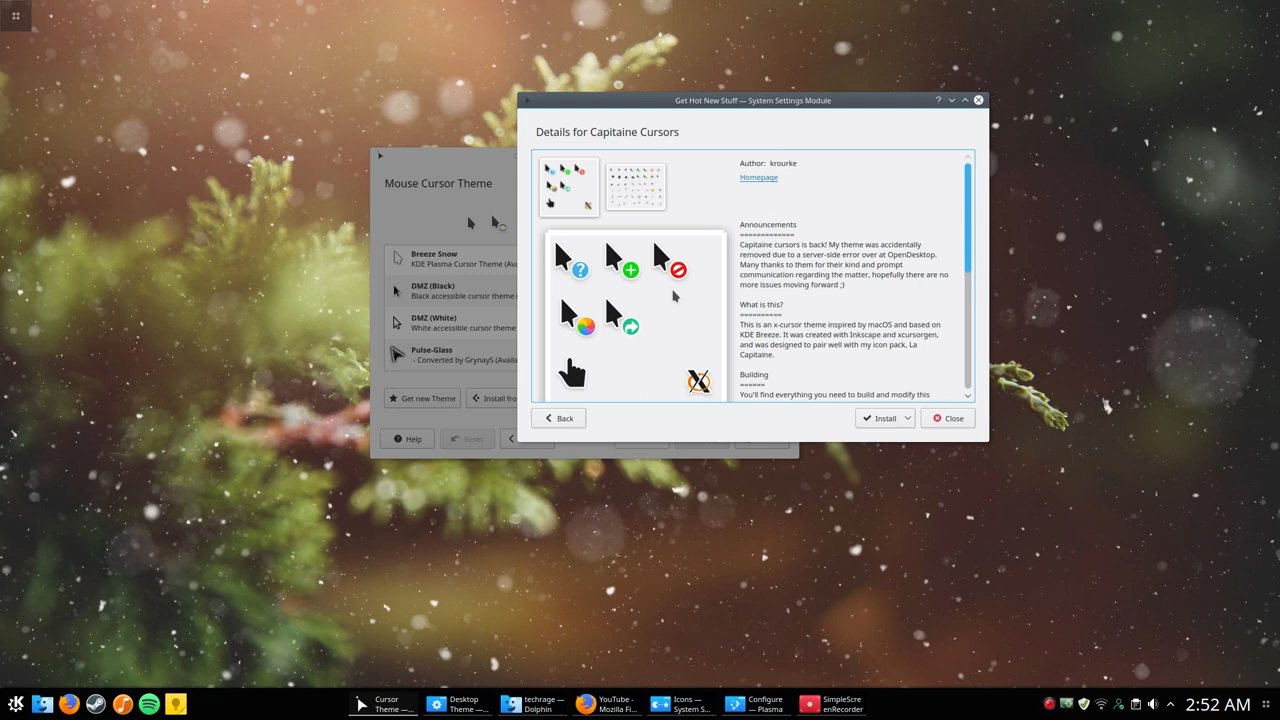 Get Hot New Stuff — System Settings Module
Details for Capitaine Cursors
Author: krourke
Homepage
Announcements
=============
Capitaine cursors is back! My theme was accidentally
removed due to a server-side error over at OpenDesktop.
Many thanks to them for their kind and prompt
communication regarding the matter, hopefully there are
no more issues moving forward ;)
What is this?
==========
This is an x-cursor theme inspired by macOS and based on
KDE Breeze. It was created with Inkscape and xcursorgen,
and was designed to pair well with my icon pack, La
Capitaine.
Building
======
You'll find everything you need to build and modify this
Back
Install
Close
Mouse Cursor Theme
Breeze Snow
KDE Plasma Cursor Theme (Ava
DMZ (Black)
Black accessible cursor theme
DMZ (White)
White accessible cursor theme
Pulse-Glass
- Converted by GrynayS (Availa
Get new Theme
Install fro
Help
Reset
Cursor
Theme —...
Desktop
Theme —...
techrage —
Dolphin
YouTube -
Mozilla Fi...
Icons —
System S...
Configure
— Plasma
SimpleScre
enRecorder
2:52 AM